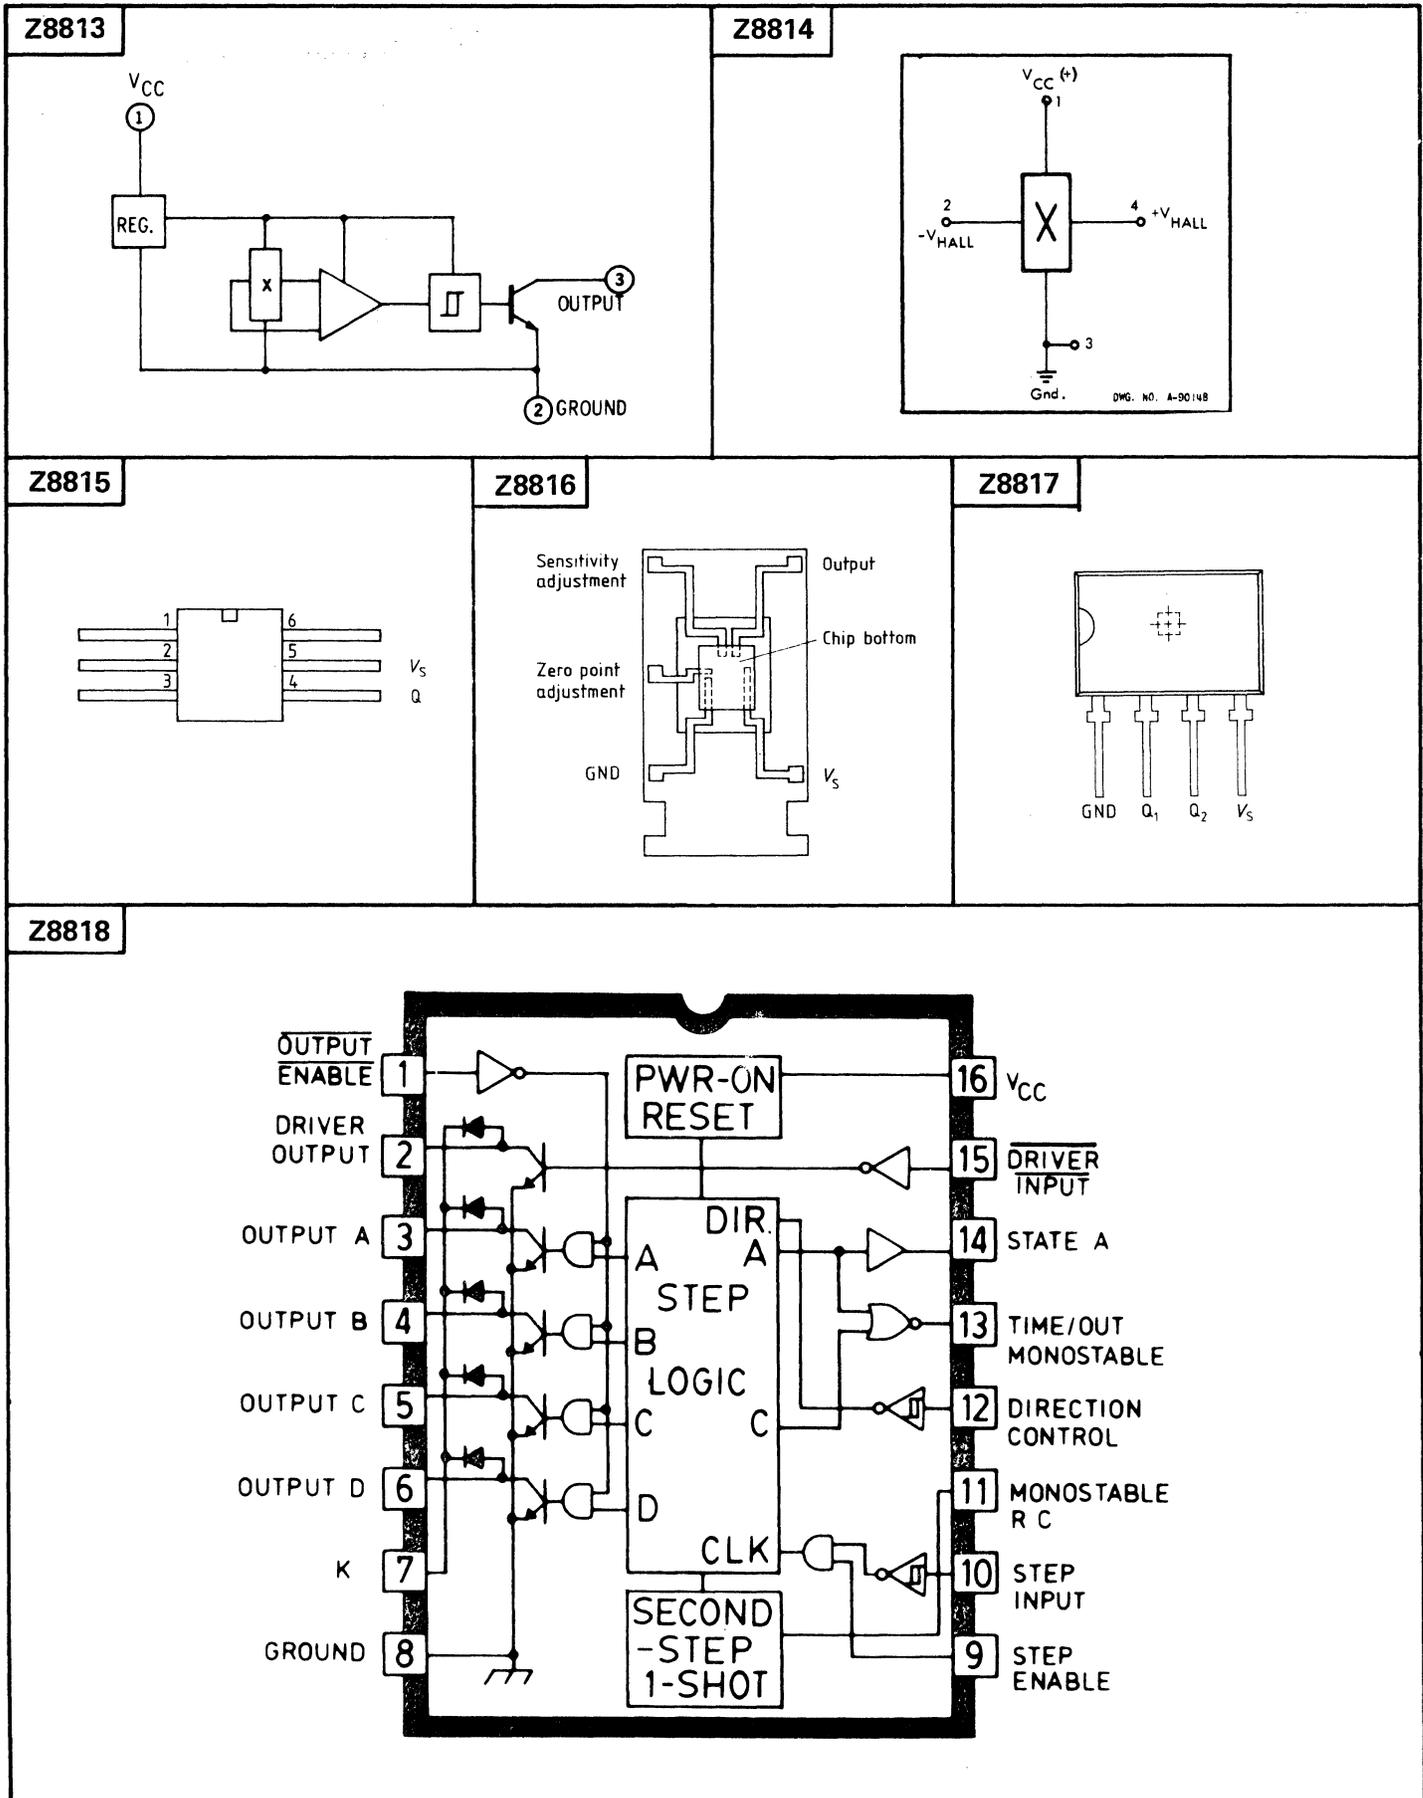 Z8813
VCC
1
REG.
X
3
OUTPUT
2 GROUND
Z8814
VCC (+)
1
X
2
-VHALL
4 +VHALL
3
Gnd.
DWG. NO. A-9014B
Z8815
1
2
3
6
5 VS
4 Q
Z8816
Sensitivity
adjustment
Output
Chip bottom
Zero point
adjustment
GND
VS
Z8817
GND Q1 Q2 VS
Z8818
OUTPUT
ENABLE
1
DRIVER
OUTPUT
2
OUTPUT A 3
OUTPUT B 4
OUTPUT C 5
OUTPUT D 6
K 7
GROUND 8
PWR-ON
RESET
DIR.
A
A
STEP
B
LOGIC
C
C
D
CLK
SECOND
-STEP
1-SHOT
16 VCC
15 DRIVER
INPUT
14 STATE A
13 TIME/OUT
MONOSTABLE
12 DIRECTION
CONTROL
11 MONOSTABLE
R C
10 STEP
INPUT
9 STEP
ENABLE